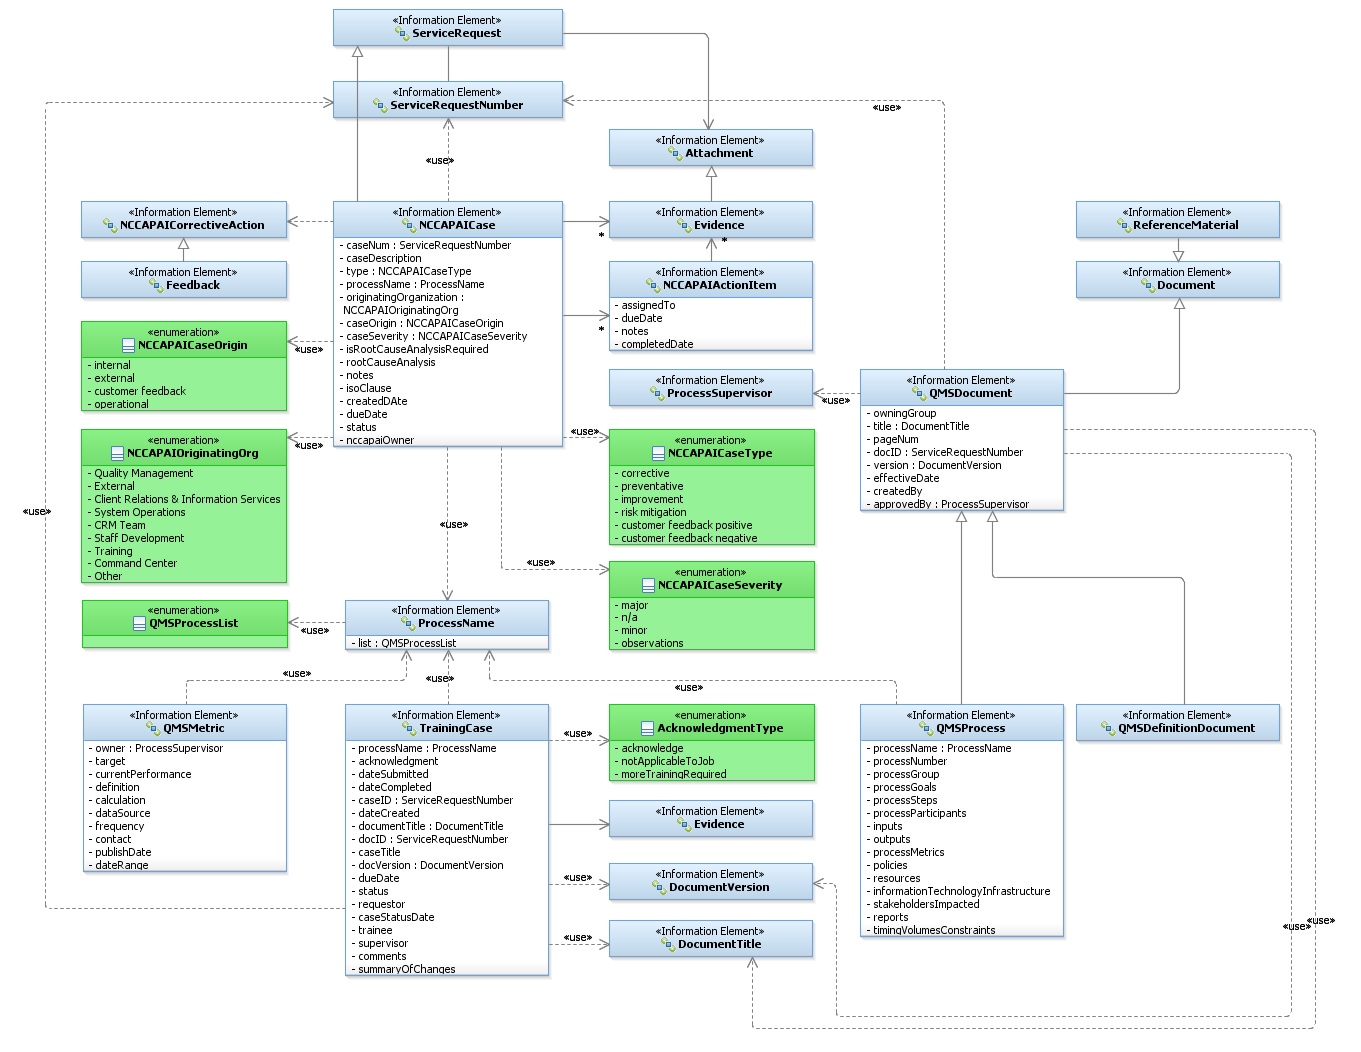 «Information Element»
ServiceRequest
«Information Element»
ServiceRequestNumber
«use»
«use»
«Information Element»
Attachment
«Information Element»
NCCAPAICorrectiveAction
«Information Element»
Feedback
«Information Element»
NCCAPAICase
- caseNum : ServiceRequestNumber
- caseDescription
- type : NCCAPAICaseType
- processName : ProcessName
- originatingOrganization :
NCCAPAIOriginatingOrg
- caseOrigin : NCCAPAICaseOrigin
- caseSeverity : NCCAPAICaseSeverity
- isRootCauseAnalysisRequired
- rootCauseAnalysis
- notes
- isoClause
- createdDAte
- dueDate
- status
- nccapaiOwner
«Information Element»
Evidence
*
*
«Information Element»
NCCAPAIActionItem
- assignedTo
- dueDate
- notes
- completedDate
*
«Information Element»
ReferenceMaterial
«Information Element»
Document
«enumeration»
NCCAPAICaseOrigin
- internal
- external
- customer feedback
- operational
«use»
«Information Element»
ProcessSupervisor
«use»
«Information Element»
QMSDocument
- owningGroup
- title : DocumentTitle
- pageNum
- docID : ServiceRequestNumber
- version : DocumentVersion
- effectiveDate
- createdBy
- approvedBy : ProcessSupervisor
«enumeration»
NCCAPAIOriginatingOrg
- Quality Management
- External
- Client Relations & Information Services
- System Operations
- CRM Team
- Staff Development
- Training
- Command Center
- Other
«use»
«use»
«enumeration»
NCCAPAICaseType
- corrective
- preventative
- improvement
- risk mitigation
- customer feedback positive
- customer feedback negative
«use»
«use»
«use»
«enumeration»
NCCAPAICaseSeverity
- major
- n/a
- minor
- observations
«enumeration»
QMSProcessList
«use»
«Information Element»
ProcessName
- list : QMSProcessList
«use»
«use»
«use»
«Information Element»
QMSMetric
- owner : ProcessSupervisor
- target
- currentPerformance
- definition
- calculation
- dataSource
- frequency
- contact
- publishDate
- dateRange
«Information Element»
TrainingCase
- processName : ProcessName
- acknowledgment
- dateSubmitted
- dateCompleted
- caseID : ServiceRequestNumber
- dateCreated
- documentTitle : DocumentTitle
- docID : ServiceRequestNumber
- caseTitle
- docVersion : DocumentVersion
- dueDate
- status
- requestor
- caseStatusDate
- trainee
- supervisor
- comments
- summaryOfChanges
«use»
«enumeration»
AcknowledgmentType
- acknowledge
- notApplicableToJob
- moreTrainingRequired
«Information Element»
Evidence
«use»
«Information Element»
DocumentVersion
«use»
«Information Element»
DocumentTitle
«Information Element»
QMSProcess
- processName : ProcessName
- processNumber
- processGroup
- processGoals
- processSteps
- processParticipants
- inputs
- outputs
- processMetrics
- policies
- resources
- informationTechnologyInfrastructure
- stakeholdersImpacted
- reports
- timingVolumesConstraints
«Information Element»
QMSDefinitionDocument
«use»
«use»